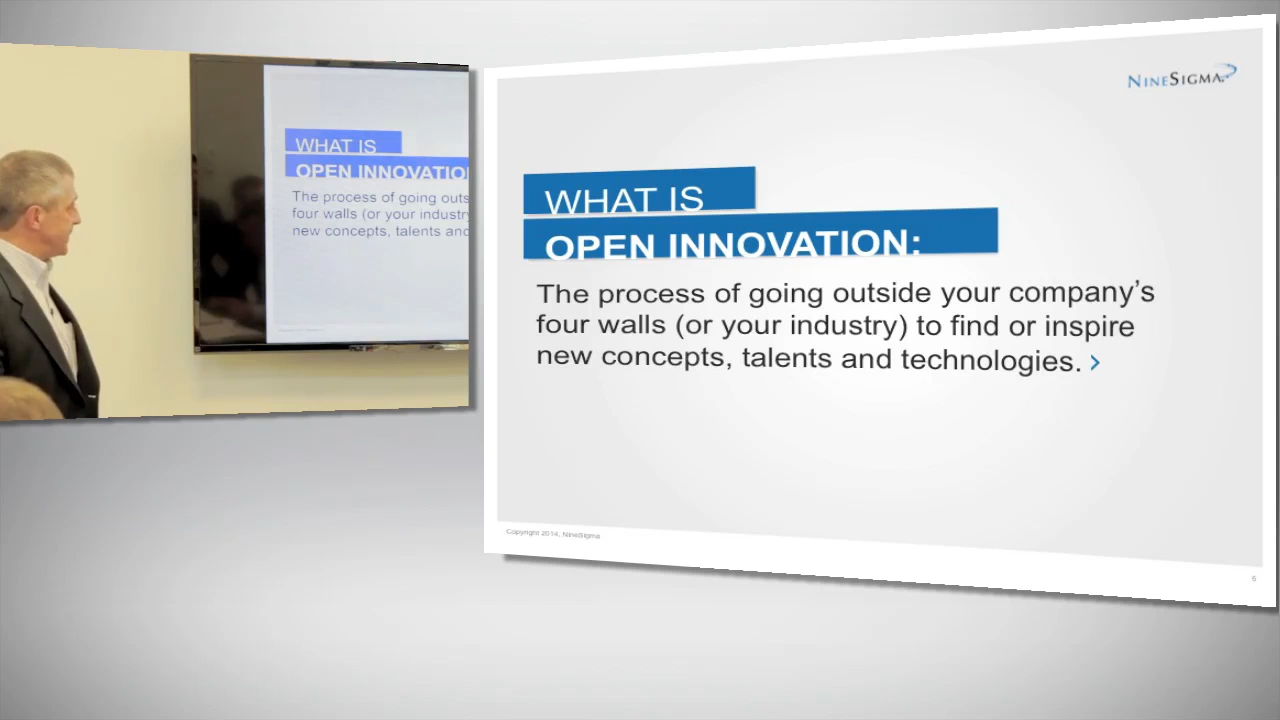 WHAT IS
OPEN INNOVATIO
The process of going outs
four walls (or your industry
new concepts, talents and
NINESIGMA
WHAT IS
OPEN INNOVATION:
The process of going outside your company's
four walls (or your industry) to find or inspire
new concepts, talents and technologies. ›
Copyright 2014, NineSigma
6